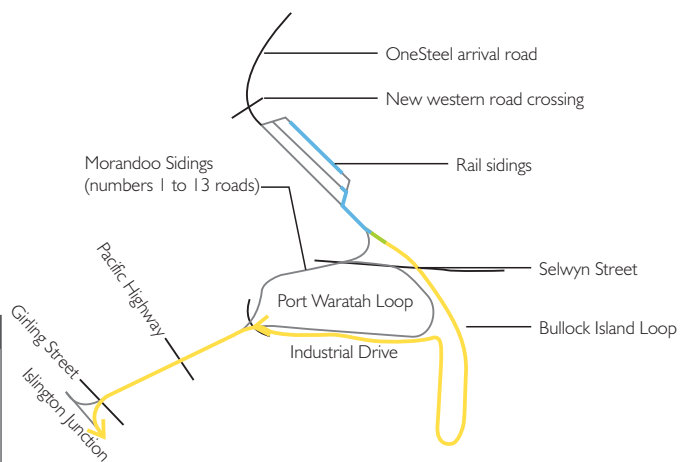 OneSteel arrival road
New western road crossing
Morandoo Sidings
(numbers 1 to 13 roads)
Rail sidings
Pacific Highway
Selwyn Street
Port Waratah Loop
Bullock Island Loop
Industrial Drive
Girling Street
Islington Junction